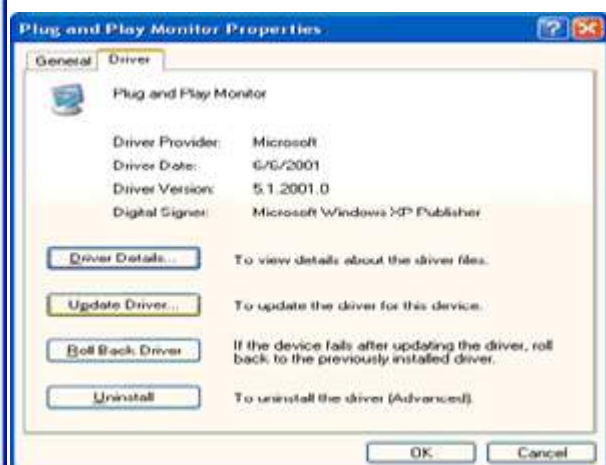 Plug and Play Monitor Properties
General Driver
Plug and Play Monitor
Driver Provider: Microsoft
Driver Date: 6/6/2001
Driver Version: 5.1.2001.0
Digital Signer: Microsoft Windows XP Publisher
Driver Details... To view details about the driver files.
Update Driver... To update the driver for this device.
Roll Back Driver If the device fails after updating the driver, roll
back to the previously installed driver.
Uninstall To uninstall the driver (Advanced).
OK Cancel